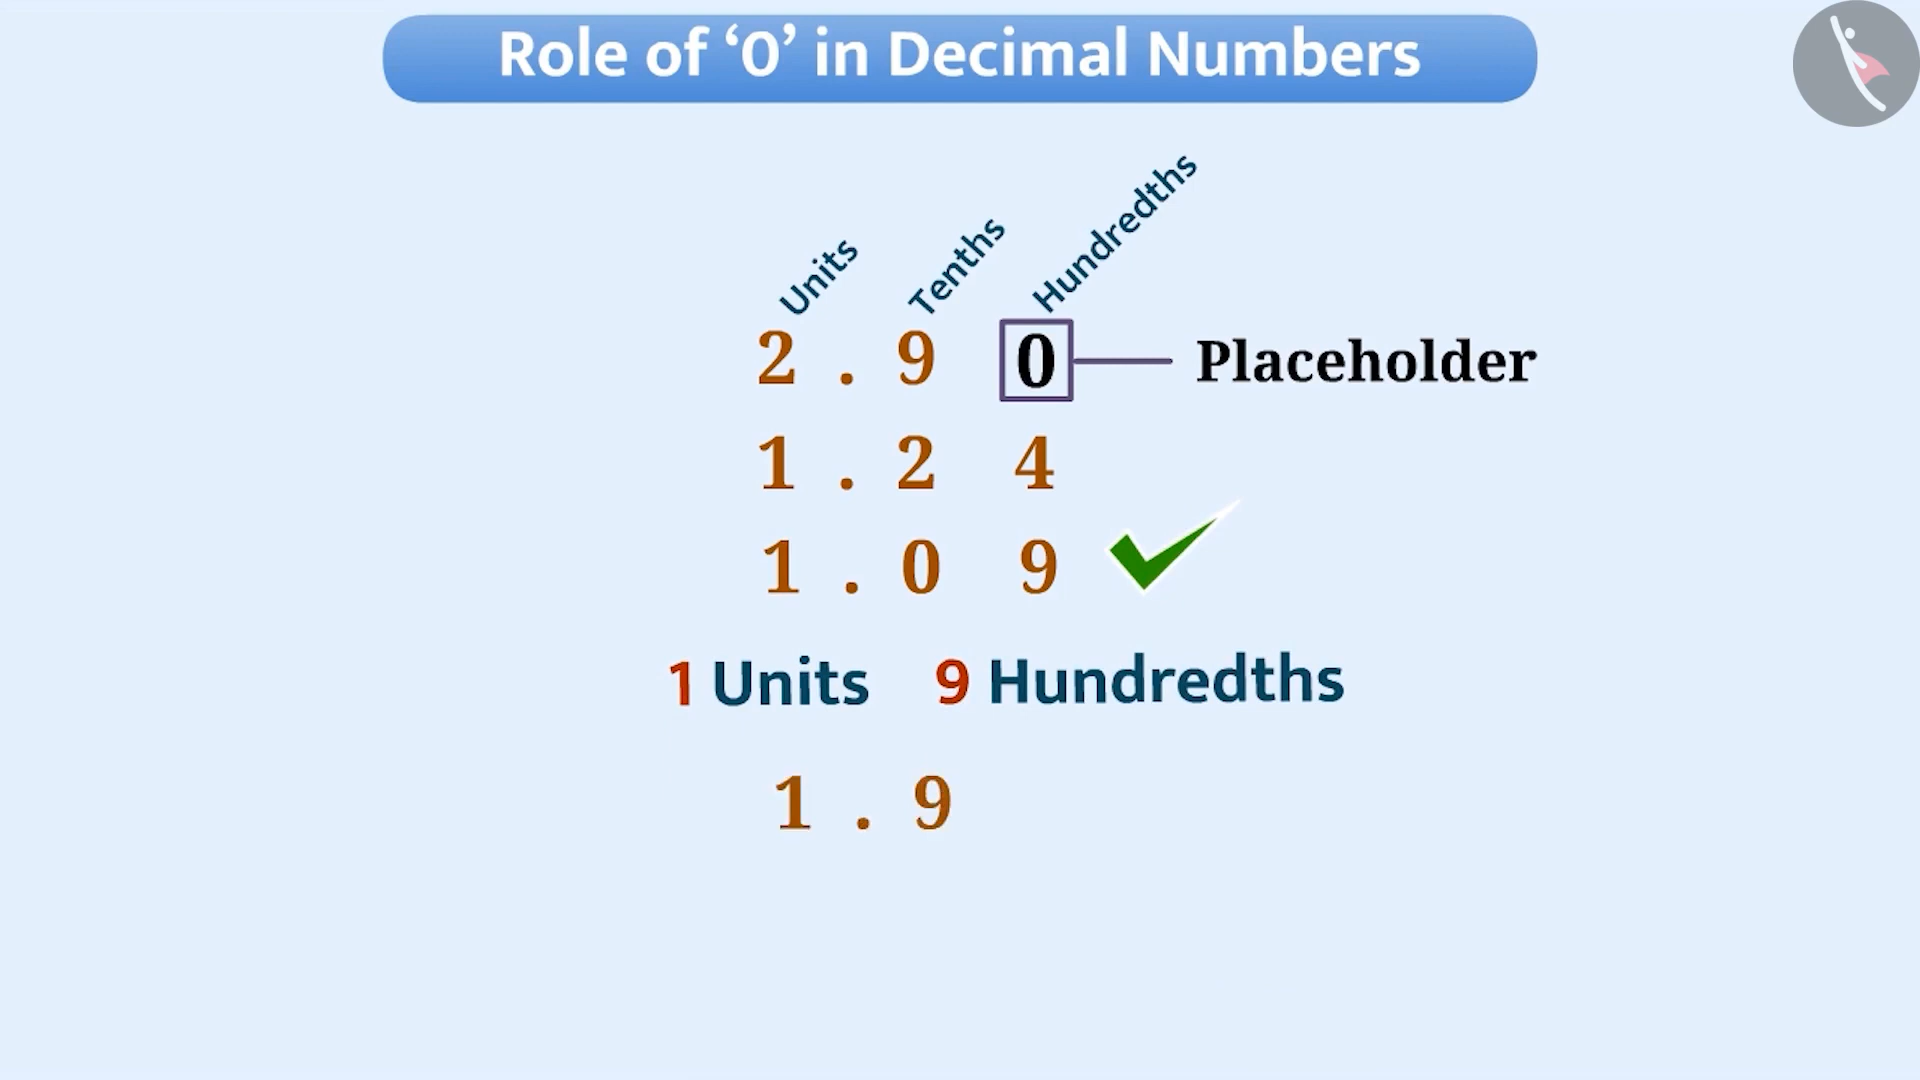 Role of ‘0’ in Decimal Numbers
Units Tenths Hundredths
2 . 9 0 Placeholder
1 . 2 4
1 . 0 9
1 Units 9 Hundredths
1 . 9